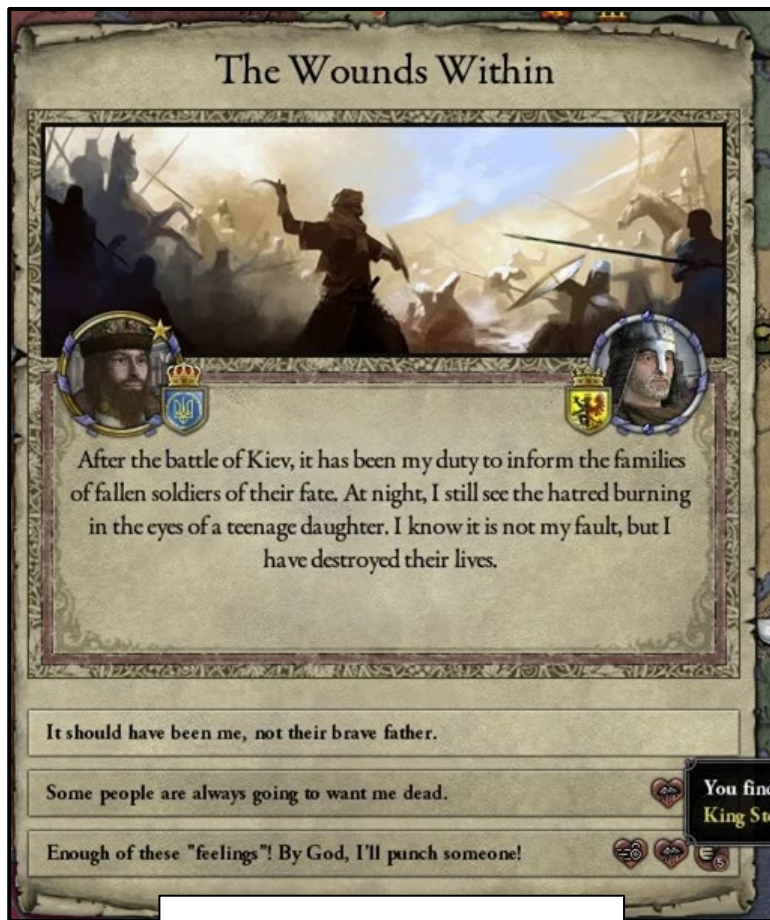 The Wounds Within
After the battle of Kiev, it has been my duty to inform the families
of fallen soldiers of their fate. At night, I still see the hatred burning
in the eyes of a teenage daughter. I know it is not my fault, but I
have destroyed their lives.
It should have been me, not their brave father.
Some people are always going to want me dead.
You
King
Enough of these "feelings"! By God, I'll punch someone!
5